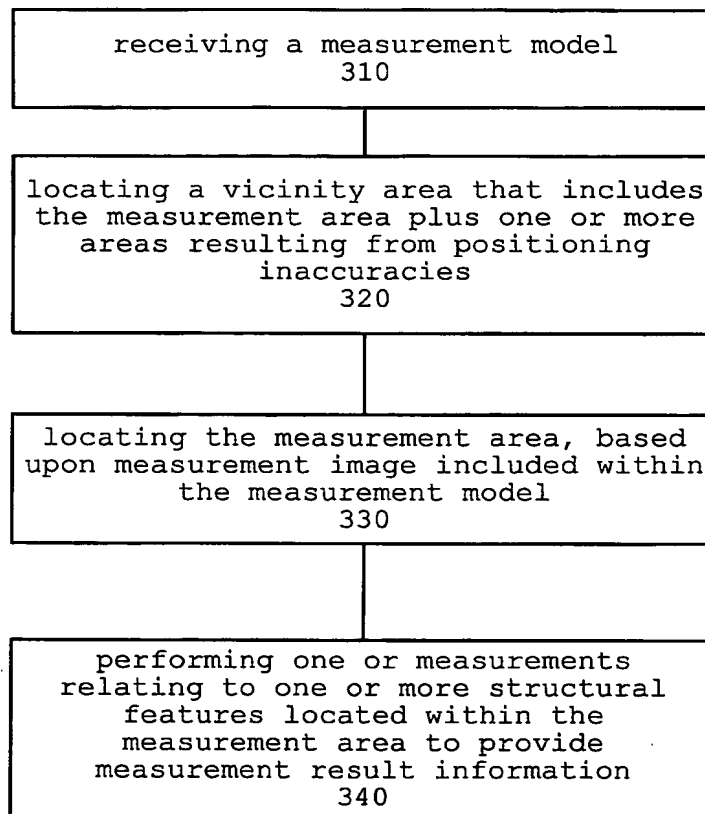 receiving a measurement model
310
locating a vicinity area that includes
the measurement area plus one or more
areas resulting from positioning
inaccuracies
320
locating the measurement area, based
upon measurement image included within
the measurement model
330
performing one or measurements
relating to one or more structural
features located within the
measurement area to provide
measurement result information
340